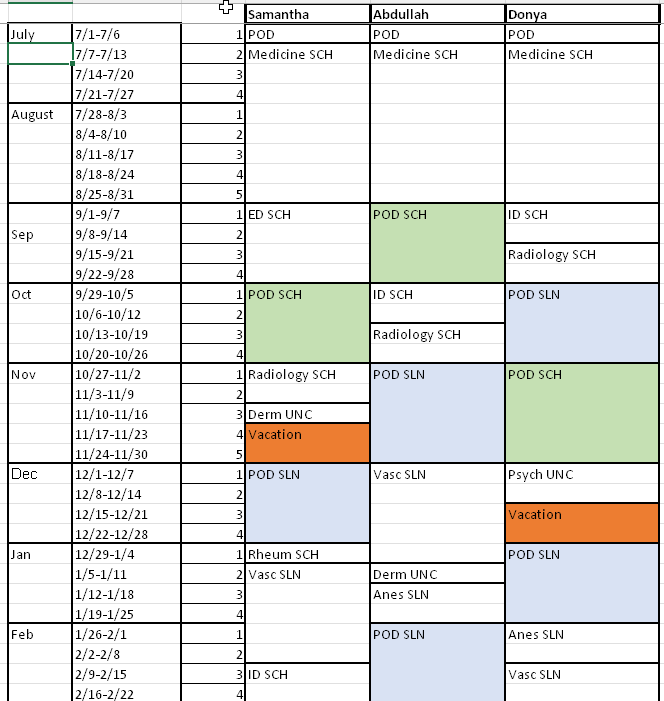 Samantha Abdullah Donya
July 7/1-7/6 1 POD POD POD
7/7-7/13 2 Medicine SCH Medicine SCH Medicine SCH
7/14-7/20 3
7/21-7/27 4
August 7/28-8/3 1
8/4-8/10 2
8/11-8/17 3
8/18-8/24 4
8/25-8/31 5
9/1-9/7 1 ED SCH POD SCH ID SCH
Sep 9/8-9/14 2
9/15-9/21 3 Radiology SCH
9/22-9/28 4
Oct 9/29-10/5 1 POD SCH ID SCH POD SLN
10/6-10/12 2
10/13-10/19 3 Radiology SCH
10/20-10/26 4
Nov 10/27-11/2 1 Radiology SCH POD SLN POD SCH
11/3-11/9 2
11/10-11/16 3 Derm UNC
11/17-11/23 4 Vacation
11/24-11/30 5
Dec 12/1-12/7 1 POD SLN Vasc SLN Psych UNC
12/8-12/14 2
12/15-12/21 3 Vacation
12/22-12/28 4
Jan 12/29-1/4 1 Rheum SCH POD SLN
1/5-1/11 2 Vasc SLN Derm UNC
1/12-1/18 3 Anes SLN
1/19-1/25 4
Feb 1/26-2/1 1 POD SLN Anes SLN
2/2-2/8 2
2/9-2/15 3 ID SCH Vasc SLN
2/16-2/22 4